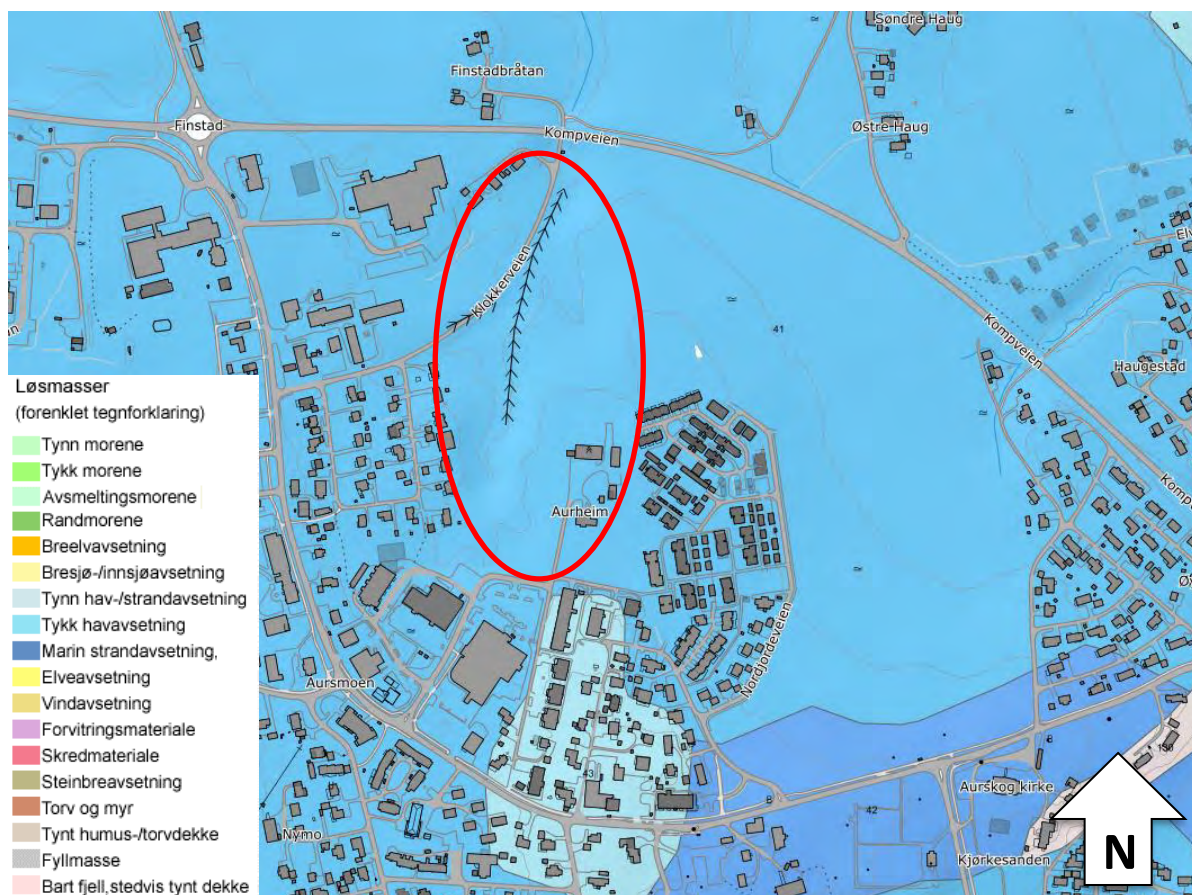 Søndre Haug
Finstadbråtan
Finstad
Kompveien
Østre Haug
Klokkerveien
41
Kompveien
Haugestad
Aurheim
Nordjordeveien
Aursmoen
43
42
130
Aurskog kirke
Nymo
Kjørkesanden
Løsmasser
(forenklet tegnforklaring)
Tynn morene
Tykk morene
Avsmeltingsmorene
Randmorene
Breelvavsetning
Bresjø-/innsjøavsetning
Tynn hav-/strandavsetning
Tykk havavsetning
Marin strandavsetning,
Elveavsetning
Vindavsetning
Forvitringsmateriale
Skredmateriale
Steinbreavsetning
Torv og myr
Tynt humus-/torvdekke
Fyllmasse
Bart fjell,stedvis tynt dekke
N